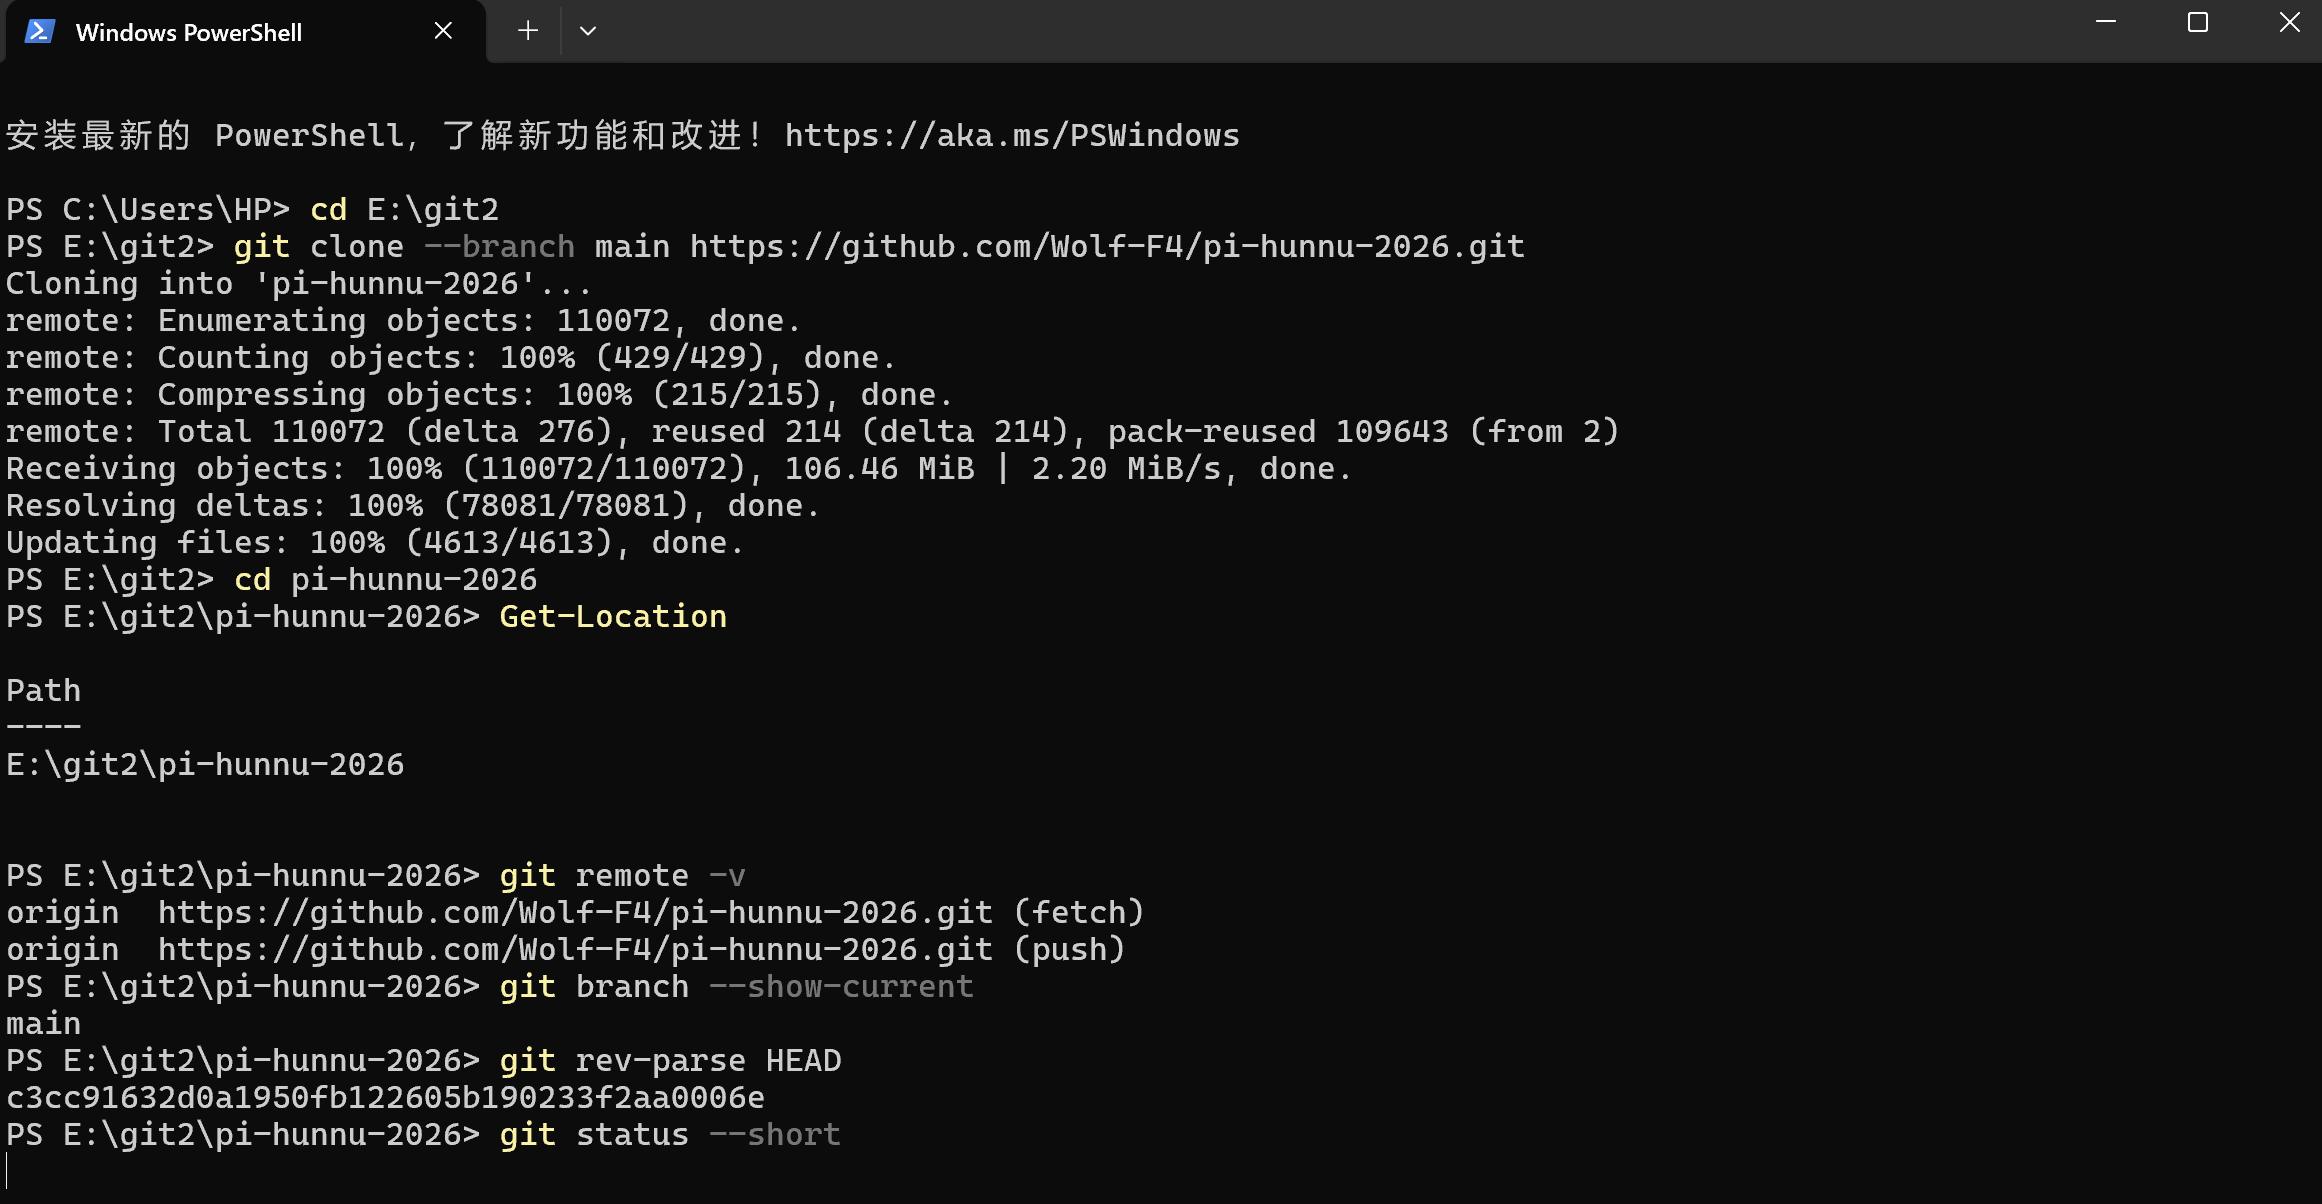 Windows PowerShell
安装最新的 PowerShell，了解新功能和改进！https://aka.ms/PSWindows
PS C:\Users\HP> cd E:\git2
PS E:\git2> git clone --branch main https://github.com/Wolf-F4/pi-hunnu-2026.git
Cloning into 'pi-hunnu-2026'...
remote: Enumerating objects: 110072, done.
remote: Counting objects: 100% (429/429), done.
remote: Compressing objects: 100% (215/215), done.
remote: Total 110072 (delta 276), reused 214 (delta 214), pack-reused 109643 (from 2)
Receiving objects: 100% (110072/110072), 106.46 MiB | 2.20 MiB/s, done.
Resolving deltas: 100% (78081/78081), done.
Updating files: 100% (4613/4613), done.
PS E:\git2> cd pi-hunnu-2026
PS E:\git2\pi-hunnu-2026> Get-Location
Path
----
E:\git2\pi-hunnu-2026
PS E:\git2\pi-hunnu-2026> git remote -v
origin  https://github.com/Wolf-F4/pi-hunnu-2026.git (fetch)
origin  https://github.com/Wolf-F4/pi-hunnu-2026.git (push)
PS E:\git2\pi-hunnu-2026> git branch --show-current
main
PS E:\git2\pi-hunnu-2026> git rev-parse HEAD
c3cc91632d0a1950fb122605b190233f2aa0006e
PS E:\git2\pi-hunnu-2026> git status --short